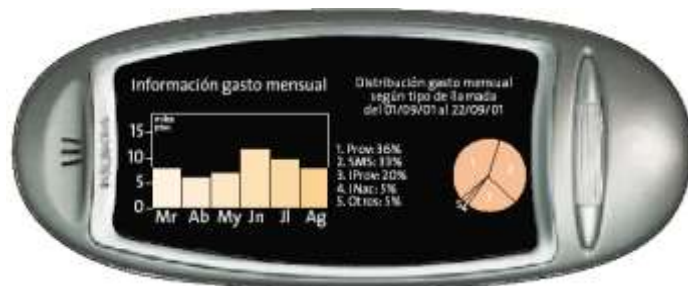 Información gasto mensual
miles
ptas
15
10
5
0
Mr Ab My Jn Jl Ag
Distribución gasto mensual
según tipo de llamada
del 01/09/01 al 22/09/01
1. Prov: 36%
2. SMS: 33%
3. IProv: 20%
4. INac: 5%
5. Otros: 5%